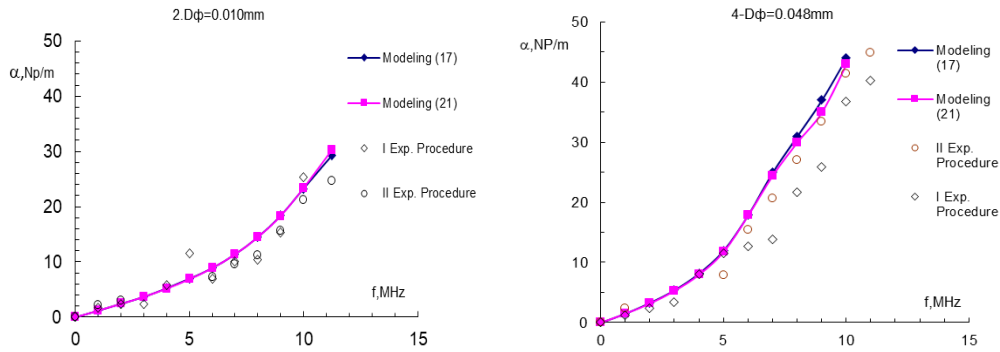 2.Dф=0.010mm
α,Np/m
50
40
30
20
10
0
0
5
10
15
f,MHz
Modeling (17)
Modeling (21)
I Exp. Procedure
II Exp. Procedure
4-Dф=0.048mm
α,NP/m
50
40
30
20
10
0
0
5
10
15
f,MHz
Modeling
(17)
Modeling
(21)
II Exp.
Procedure
I Exp.
Procedure